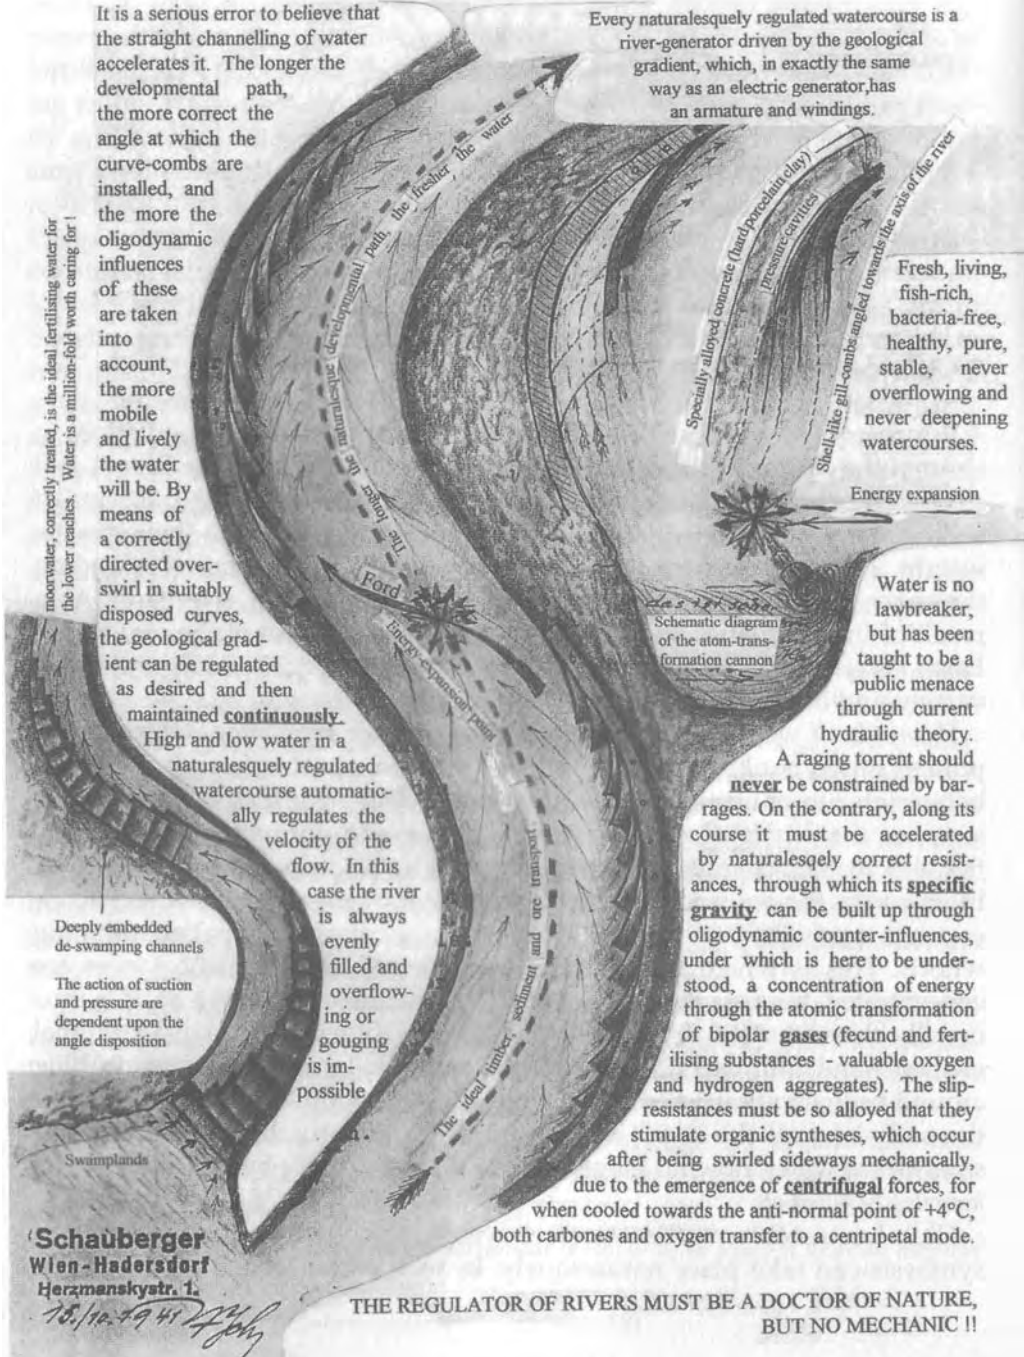 It is a serious error to believe that
the straight channelling of water
accelerates it. The longer the
developmental path,
the more correct the
angle at which the
curve-combs are
installed, and
the more the
oligodynamic
influences
of these
are taken
into
account,
the more
mobile
and lively
the water
will be. By
means of
a correctly
directed over-
swirl in suitably
disposed curves,
the geological grad-
ient can be regulated
as desired and then
maintained continuously.
High and low water in a
naturalesquely regulated
watercourse automatic-
ally regulates the
velocity of the
flow. In this
case the river
is always
evenly
filled and
overflow-
ing or
gouging
is im-
possible
moorwater, correctly treated, is the ideal fertilising water for
the lower reaches. Water is a million-fold worth caring for !
Every naturalesquely regulated watercourse is a
river-generator driven by the geological
gradient, which, in exactly the same
way as an electric generator,has
an armature and windings.
The longer the naturalesque developmental path, the fresher, the water
Specially alloyed concrete (hard porcelain clay)
pressure cavities
Shell-like gill-combs angled towards the axis of the river
Fresh, living,
fish-rich,
bacteria-free,
healthy, pure,
stable, never
overflowing and
never deepening
watercourses.
Energy expansion
Ford
Energy expansion point
das ist
Schematic diagram
of the atom-trans-
formation cannon
Water is no
lawbreaker,
but has been
taught to be a
public menace
through current
hydraulic theory.
A raging torrent should
never be constrained by bar-
rages. On the contrary, along its
course it must be accelerated
by naturalesqely correct resist-
ances, through which its specific
gravity can be built up through
oligodynamic counter-influences,
under which is here to be under-
stood, a concentration of energy
through the atomic transformation
of bipolar gases (fecund and fert-
ilising substances - valuable oxygen
and hydrogen aggregates). The slip-
resistances must be so alloyed that they
stimulate organic syntheses, which occur
after being swirled sideways mechanically,
due to the emergence of centrifugal forces, for
when cooled towards the anti-normal point of +4°C,
both carbones and oxygen transfer to a centripetal mode.
The ideal timber, sediment and ore transport
Deeply embedded
de-swamping channels
The action of suction
and pressure are
dependent upon the
angle disposition
Swamplands
Schauberger
Wien-Hadersdorf
Herzmanskystr. 1.
15./10.1941
THE REGULATOR OF RIVERS MUST BE A DOCTOR OF NATURE,
BUT NO MECHANIC !!